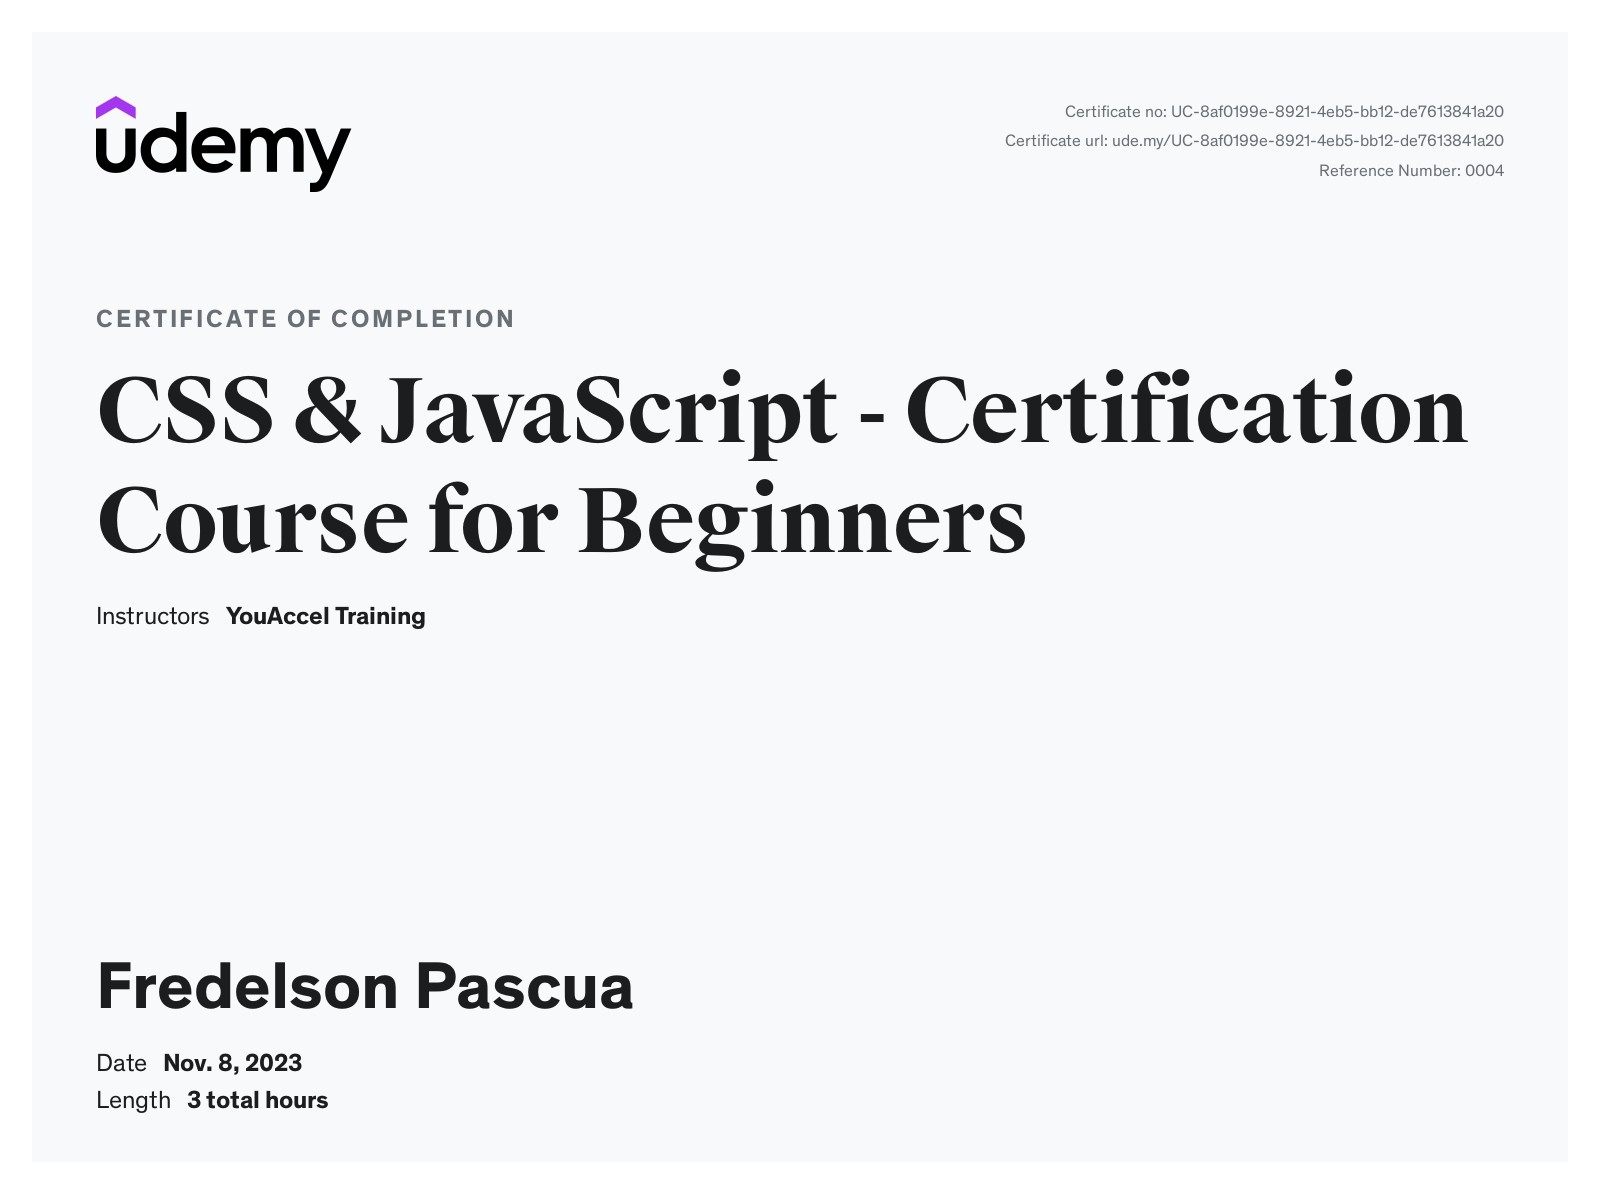 udemy
Certificate no: UC-8af0199e-8921-4eb5-bb12-de7613841a20
Certificate url: ude.my/UC-8af0199e-8921-4eb5-bb12-de7613841a20
Reference Number: 0004
CERTIFICATE OF COMPLETION
CSS & JavaScript - Certification
Course for Beginners
Instructors YouAccel Training
Fredelson Pascua
Date Nov. 8, 2023
Length 3 total hours